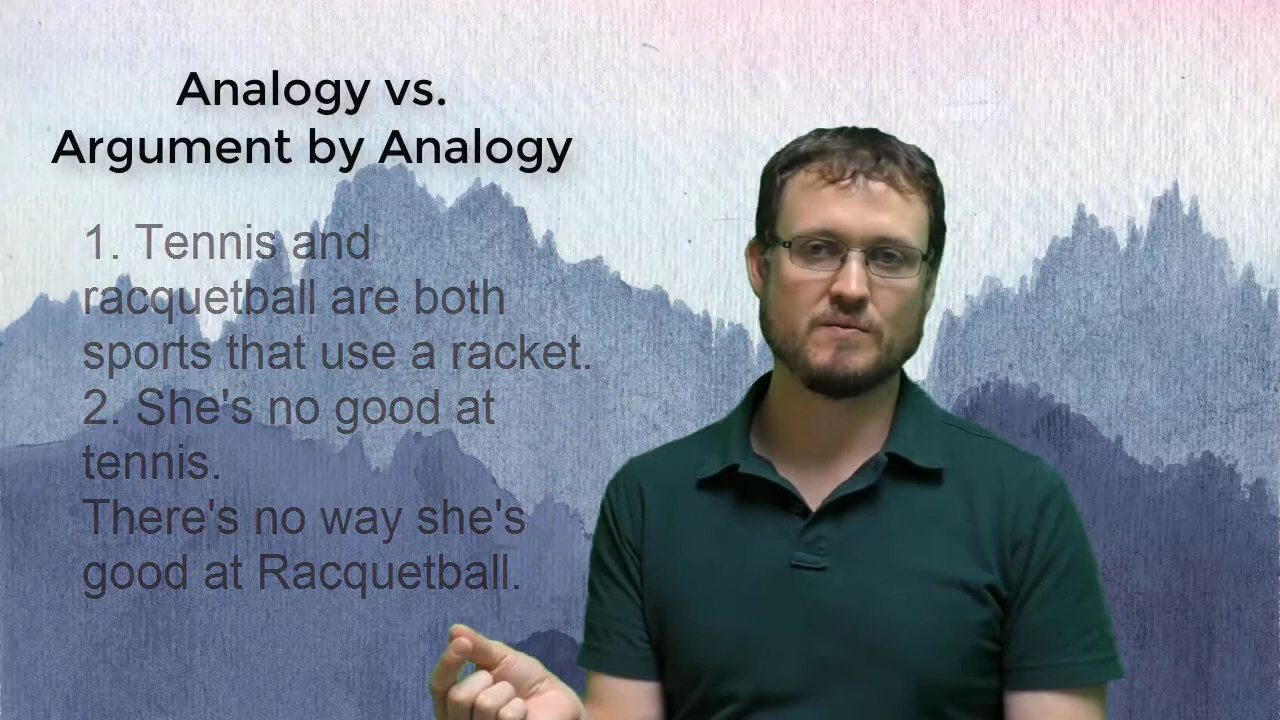 Analogy vs.
Argument by Analogy
1. Tennis and
racquetball are both
sports that use a racket.
2. She's no good at
tennis.
There's no way she's
good at Racquetball.